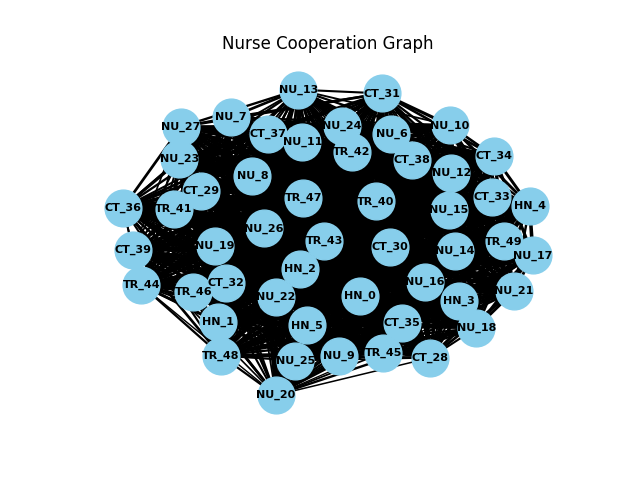 Nurse Cooperation Graph
NU_13
CT_31
NU_7
NU_27
NU_24
NU_10
CT_37
NU_6
NU_11
TR_42
CT_34
NU_23
CT_38
NU_8
NU_12
CT_29
TR_47
TR_40
CT_33
HN_4
CT_36
TR_41
NU_15
NU_26
TR_43
TR_49
CT_39
NU_19
CT_30
NU_14
NU_17
HN_2
TR_44
TR_46
CT_32
NU_22
HN_0
NU_16
HN_3
NU_21
HN_1
HN_5
CT_35
NU_18
TR_48
NU_25
NU_9
TR_45
CT_28
NU_20